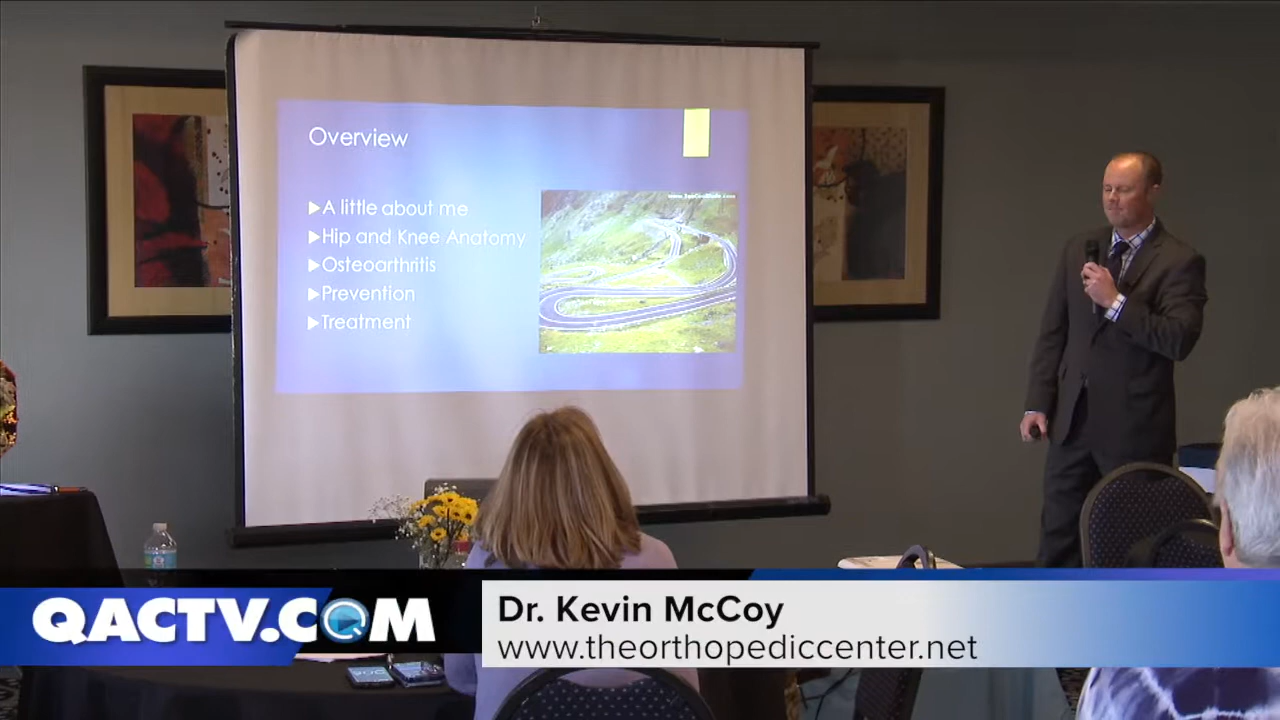 Overview
▶A little about me
▶Hip and Knee Anatomy
▶Osteoarthritis
▶Prevention
▶Treatment
QACTV.COM
Dr. Kevin McCoy
www.theorthopediccenter.net